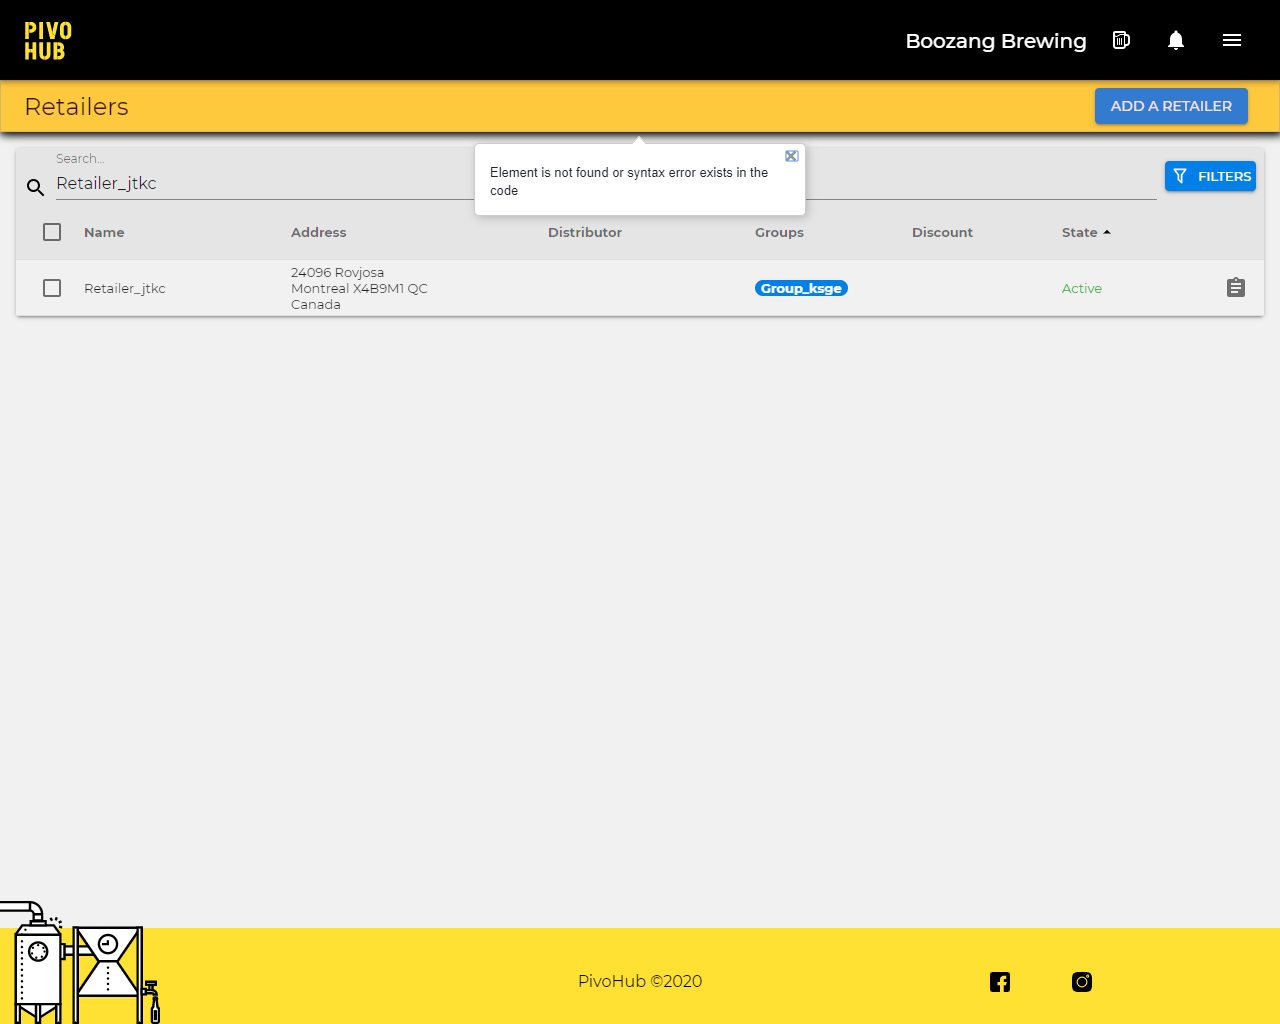 PIVO
HUB
Boozang Brewing
Retailers
ADD A RETAILER
Element is not found or syntax error exists in the
code
Search...
Retailer_jtkc
FILTERS
Name Address Distributor Groups Discount State
Retailer_jtkc
24096 Rovjosa
Montreal X4B9M1 QC
Canada
Group_ksge
Active
PivoHub ©2020